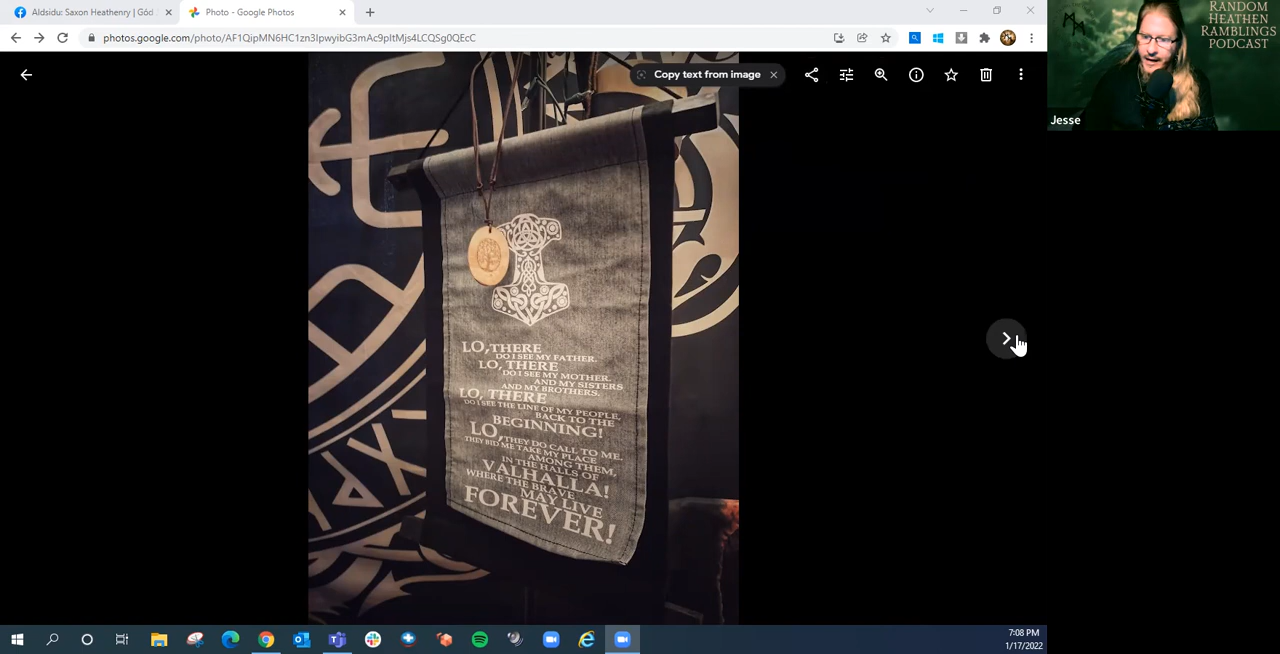 Aldsidu: Saxon Heathenry | Góði
Photo - Google Photos
photos.google.com/photo/AF1QipMN6HC1zn3IpwyibG3mAc9pItMjs4LCQSg0QEcC
Copy text from image
RANDOM
HEATHEN
RAMBLINGS
PODCAST
Jesse
LO, THERE
DO I SEE MY FATHER.
LO, THERE
DO I SEE MY MOTHER.
AND MY SISTERS
AND MY BROTHERS.
LO, THERE
DO I SEE THE LINE OF MY PEOPLE,
BACK TO THE
BEGINNING!
LO, THEY DO CALL TO ME.
THEY BID ME TAKE MY PLACE
AMONG THEM,
IN THE HALLS OF
VALHALLA!
WHERE THE BRAVE
MAY LIVE
FOREVER!
7:08 PM
1/17/2022